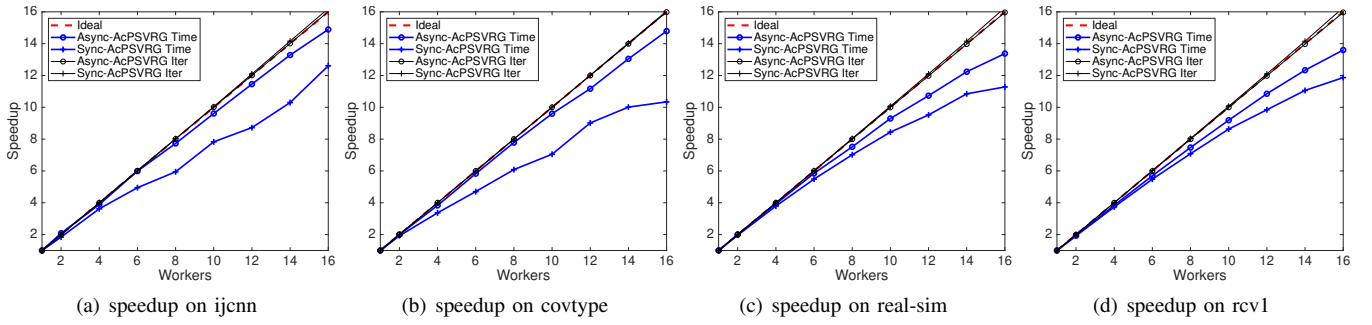 Speedup
16
14
12
10
8
6
4
2
Ideal
Async-AcPSVRG Time
Sync-AcPSVRG Time
Async-AcPSVRG Iter
Sync-AcPSVRG Iter
2 4 6 8 10 12 14 16
Workers
(a) speedup on ijcnn
Speedup
16
14
12
10
8
6
4
2
Ideal
Async-AcPSVRG Time
Sync-AcPSVRG Time
Async-AcPSVRG Iter
Sync-AcPSVRG Iter
2 4 6 8 10 12 14 16
Workers
(b) speedup on covtype
Speedup
16
14
12
10
8
6
4
2
Ideal
Async-AcPSVRG Time
Sync-AcPSVRG Time
Async-AcPSVRG Iter
Sync-AcPSVRG Iter
2 4 6 8 10 12 14 16
Workers
(c) speedup on real-sim
Speedup
16
14
12
10
8
6
4
2
Ideal
Async-AcPSVRG Time
Sync-AcPSVRG Time
Async-AcPSVRG Iter
Sync-AcPSVRG Iter
2 4 6 8 10 12 14 16
Workers
(d) speedup on rcv1